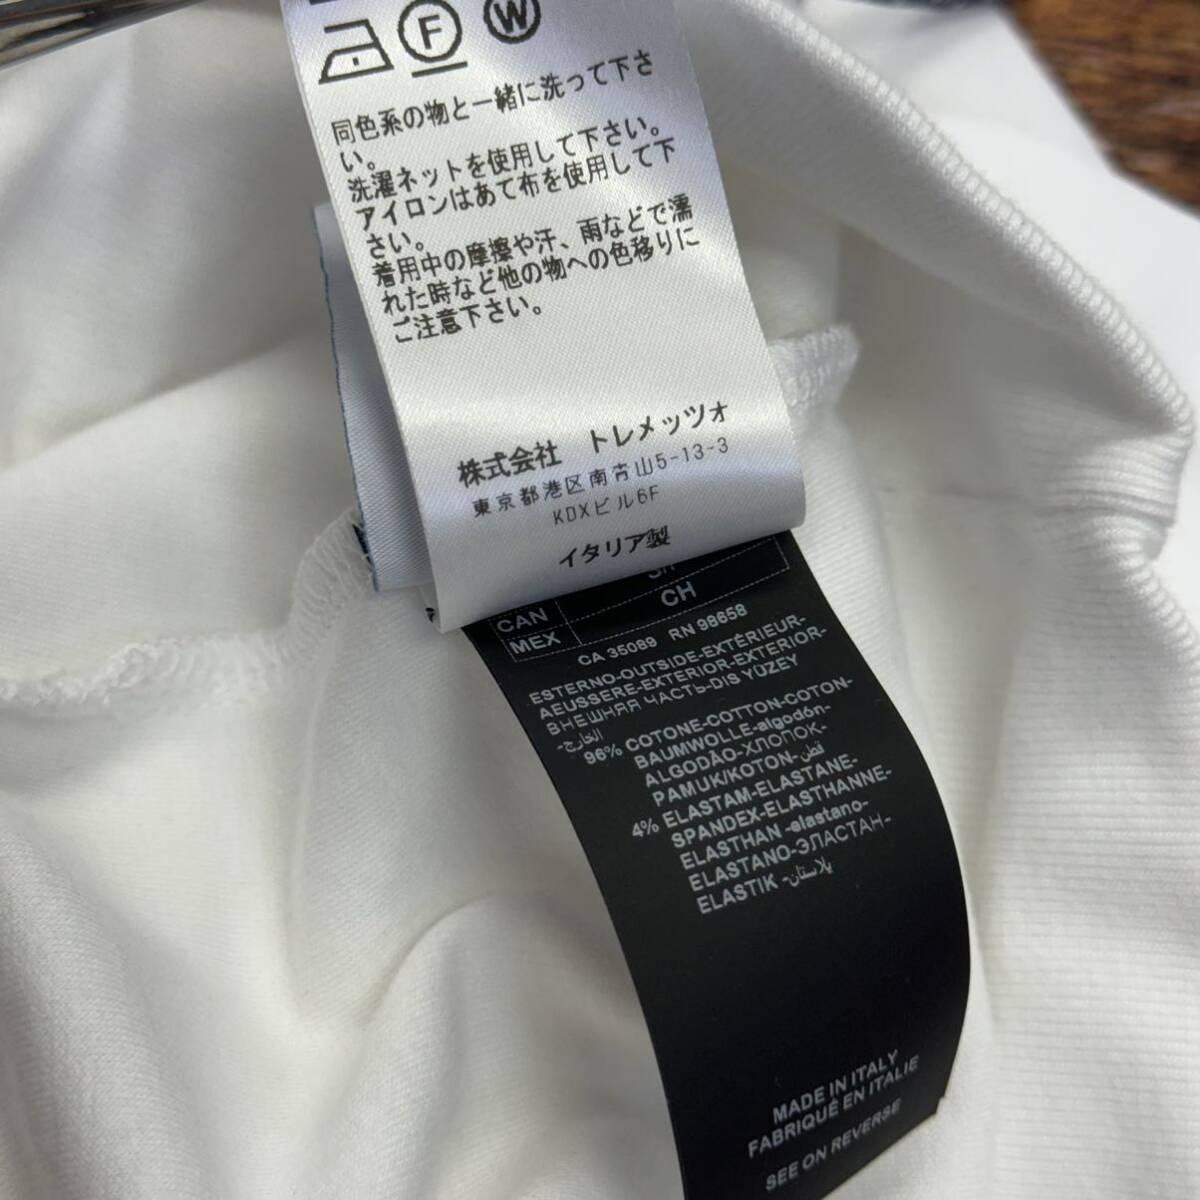 F W
同色系の物と一緒に洗って下さ
い。
洗濯ネットを使用して下さい。
アイロンはあて布を使用して下
さい。
着用中の摩擦や汗、雨などで濡
れた時など他の物への色移りに
ご注意下さい。
株式会社 トレメッツォ
東京都港区南青山5-13-3
KDXビル6F
イタリア製
CAN
MEX CH
CA 35089 RN 98658
ESTERNO-OUTSIDE-EXTÉRIEUR-
AEUSSERE-EXTERIOR-EXTERIOR-
ВНЕШНЯЯ ЧАСТЬ-DIS YÜZEY
-الخارج
96% COTONE-COTTON-COTON-
BAUMWOLLE-algodón-
ALGODÃO-ХЛОПОК-
PAMUK/KOTON-قطن
4% ELASTAM-ELASTANE-
SPANDEX-ELASTHANNE-
ELASTHAN -elastano-
ELASTANO-ЭЛАСТАН-
ELASTIK -يلاستان
MADE IN ITALY
FABRIQUÉ EN ITALIE
SEE ON REVERSE